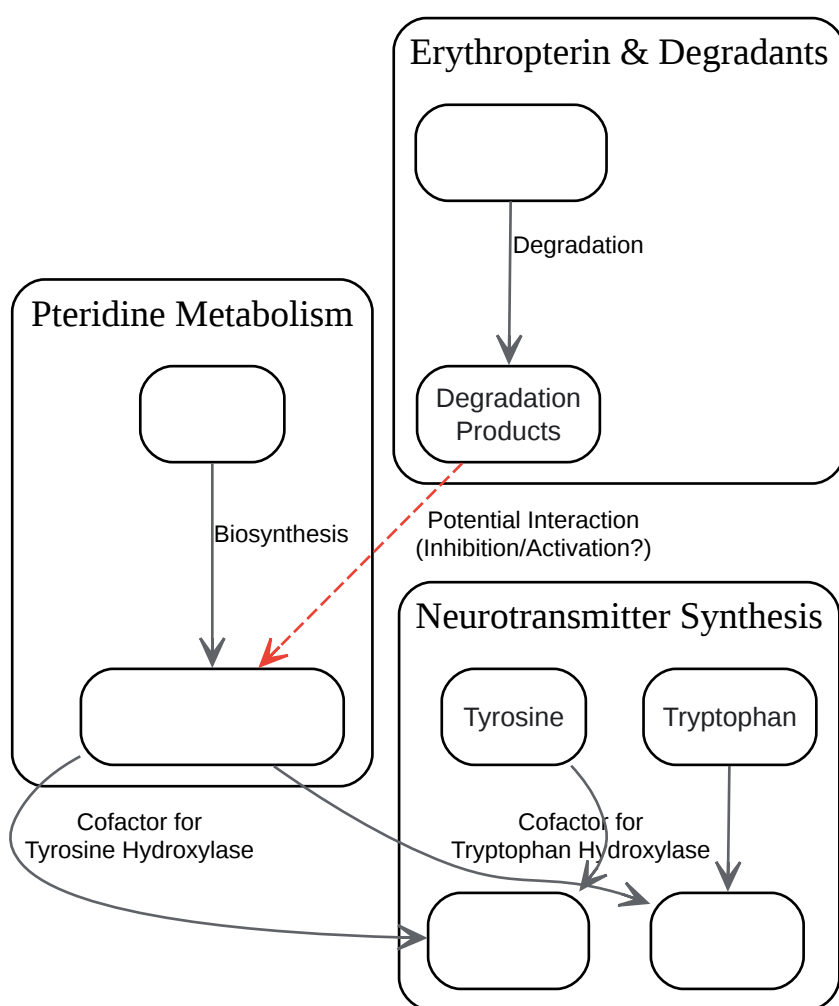 Erythropterin & Degradants
Degradation
Pteridine Metabolism
Degradation
Products
Biosynthesis
Potential Interaction
(Inhibition/Activation?)
Neurotransmitter Synthesis
Tyrosine
Tryptophan
Cofactor for
Tyrosine Hydroxylase
Cofactor for
Tryptophan Hydroxylase